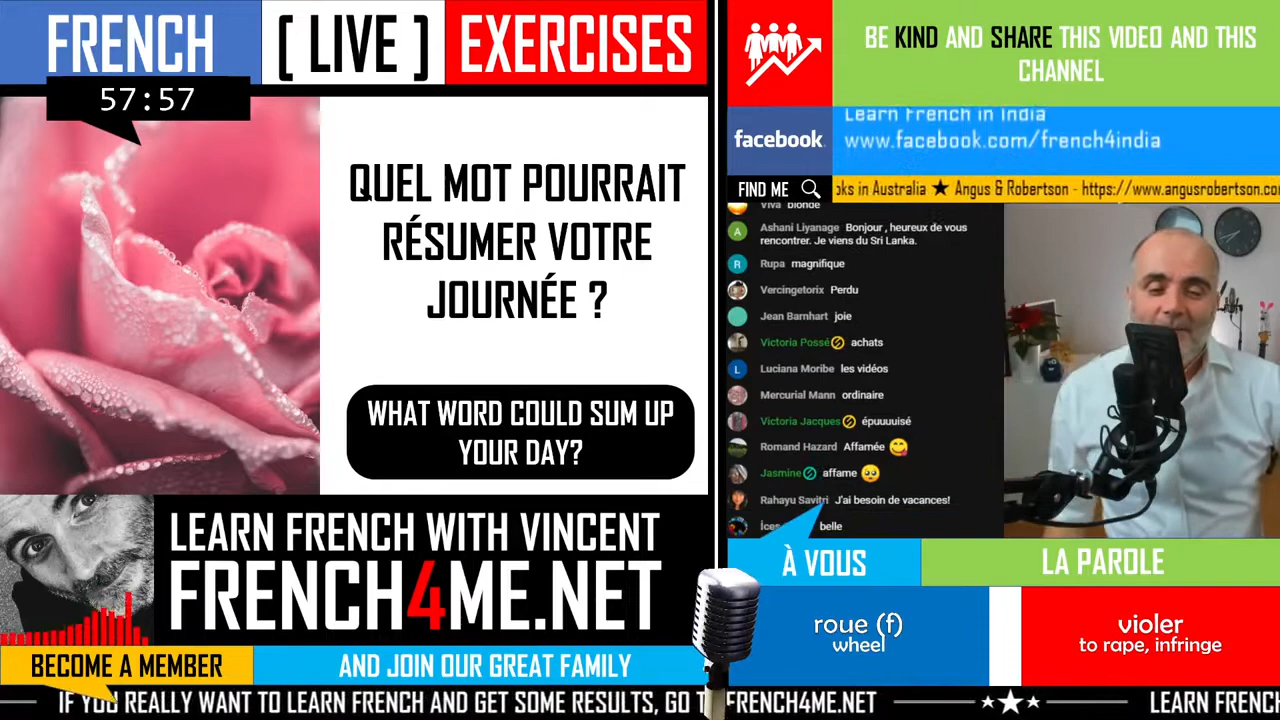 FRENCH
[ LIVE ]
EXERCISES
57:57
QUEL MOT POURRAIT
RÉSUMER VOTRE
JOURNÉE ?
WHAT WORD COULD SUM UP
YOUR DAY?
LEARN FRENCH WITH VINCENT
FRENCH4ME.NET
BECOME A MEMBER
AND JOIN OUR GREAT FAMILY
BE KIND AND SHARE THIS VIDEO AND THIS
CHANNEL
facebook.
Learn French in India
www.facebook.com/french4india
FIND ME
oks in Australia ★ Angus & Robertson - https://www.angusrobertson.co
Viva blonde
Ashani Liyanage Bonjour , heureux de vous
rencontrer. Je viens du Sri Lanka.
Rupa magnifique
Vercingetorix Perdu
Jean Barnhart joie
Victoria Possé achats
Luciana Moribe les vidéos
Mercurial Mann ordinaire
Victoria Jacques épuuuuisé
Romand Hazard Affamée
Jasmine affame
Rahayu Savitri J'ai besoin de vacances!
belle
À VOUS
LA PAROLE
roue (f)
wheel
violer
to rape, infringe
IF YOU REALLY WANT TO LEARN FRENCH AND GET SOME RESULTS, GO T FRENCH4ME.NET
LEARN FRENCH